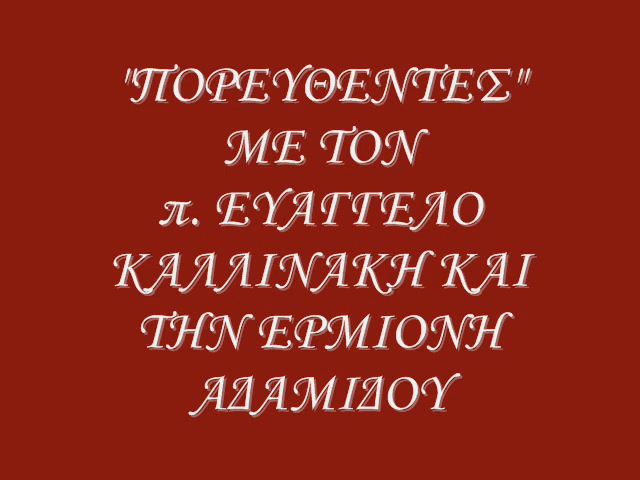 "ΠΟΡΕΥΘΕΝΤΕΣ"
ΜΕ ΤΟΝ
π. ΕΥΑΓΓΕΛΟ
ΚΑΛΛΙΝΑΚΗ ΚΑΙ
ΤΗΝ ΕΡΜΙΟΝΗ
ΑΔΑΜΙΔΟΥ